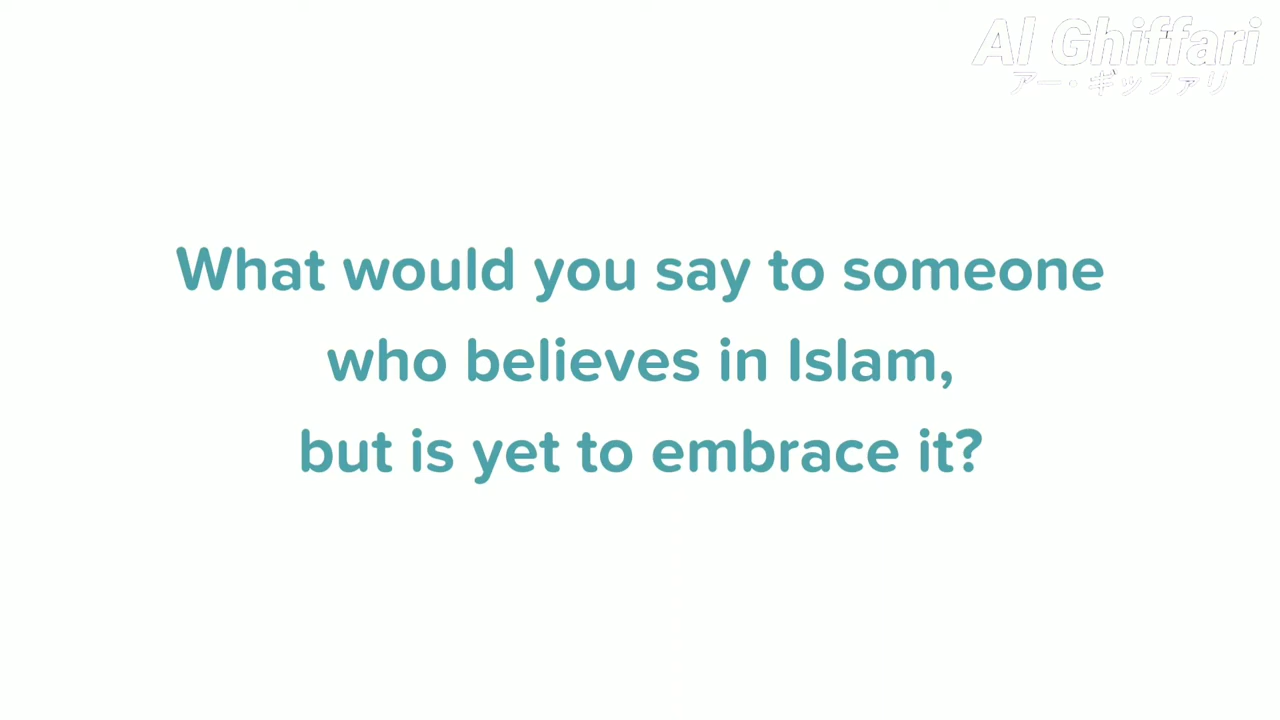 Al Ghiffari
アー・ギッファリ
What would you say to someone
who believes in Islam,
but is yet to embrace it?